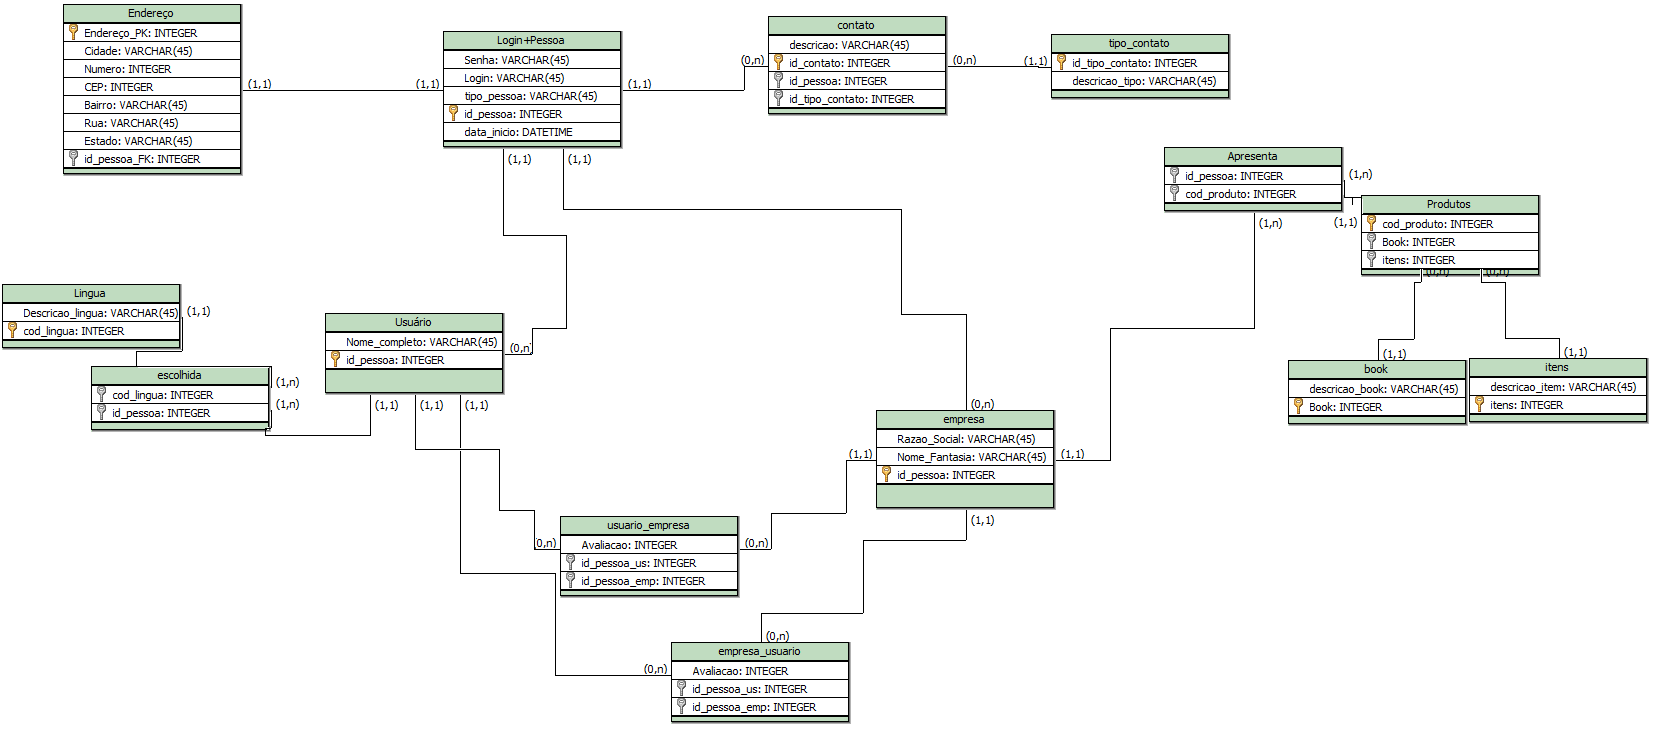 Endereço
Endereço_PK: INTEGER
Cidade: VARCHAR(45)
Numero: INTEGER
CEP: INTEGER
Bairro: VARCHAR(45)
Rua: VARCHAR(45)
Estado: VARCHAR(45)
id_pessoa_FK: INTEGER
(1,1)
(1,1)
Login+Pessoa
Senha: VARCHAR(45)
Login: VARCHAR(45)
tipo_pessoa: VARCHAR(45)
id_pessoa: INTEGER
data_inicio: DATETIME
(1,1)
(0,n)
(1,1)
(1,1)
contato
descricao: VARCHAR(45)
id_contato: INTEGER
id_pessoa: INTEGER
id_tipo_contato: INTEGER
(0,n)
(1,1)
tipo_contato
id_tipo_contato: INTEGER
descricao_tipo: VARCHAR(45)
Apresenta
id_pessoa: INTEGER
cod_produto: INTEGER
(1,n)
(1,n)
(1,1)
Produtos
cod_produto: INTEGER
Book: INTEGER
itens: INTEGER
(0,n)
(0,n)
Lingua
Descricao_lingua: VARCHAR(45)
cod_lingua: INTEGER
(1,1)
escolhida
cod_lingua: INTEGER
id_pessoa: INTEGER
(1,n)
(1,n)
Usuário
Nome_completo: VARCHAR(45)
id_pessoa: INTEGER
(0,n)
(1,1)
(1,1)
(1,1)
(1,1)
book
descricao_book: VARCHAR(45)
Book: INTEGER
(1,1)
itens
descricao_item: VARCHAR(45)
itens: INTEGER
(0,n)
empresa
Razao_Social: VARCHAR(45)
Nome_Fantasia: VARCHAR(45)
id_pessoa: INTEGER
(1,1)
(1,1)
(1,1)
usuario_empresa
Avaliacao: INTEGER
id_pessoa_us: INTEGER
id_pessoa_emp: INTEGER
(0,n)
(0,n)
(0,n)
(0,n)
empresa_usuario
Avaliacao: INTEGER
id_pessoa_us: INTEGER
id_pessoa_emp: INTEGER